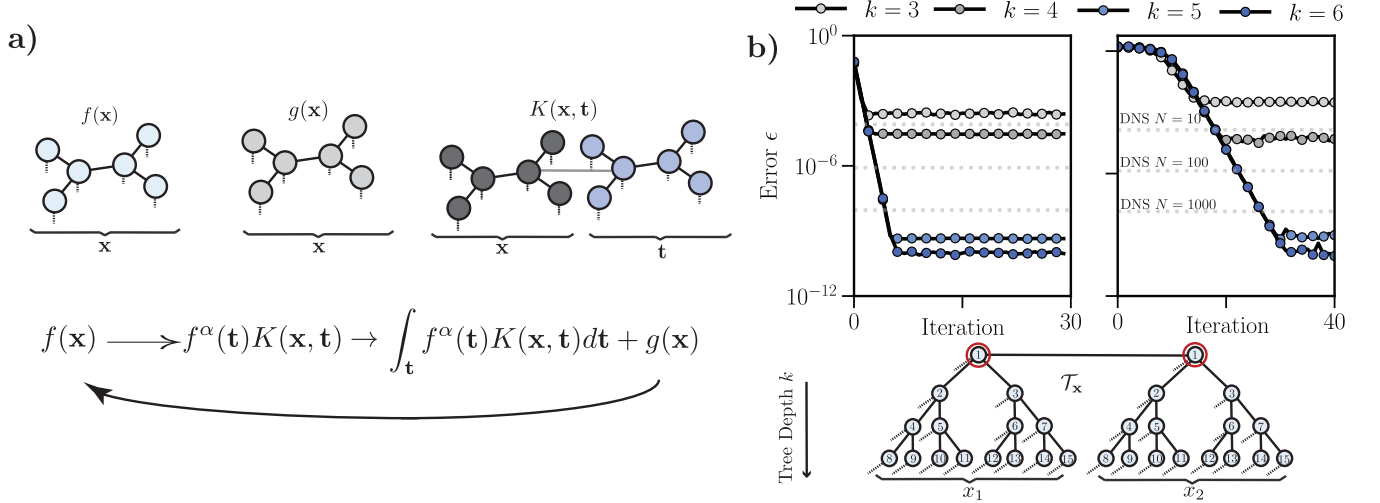 a)
f(x)
g(x)
K(x, t)
x
x
x
t
f(x) → f^α(t)K(x, t) → ∫_t f^α(t)K(x, t)dt + g(x)
b)
k = 3 k = 4 k = 5 k = 6
Error ϵ
10^0
10^−6
10^−12
0 Iteration 30
DNS N = 10
DNS N = 100
DNS N = 1000
0 Iteration 40
Tree Depth k
T_x
1 1
2 3 2 3
4 5 6 7 4 5 6 7
8 9 10 11 12 13 14 15 8 9 10 11 12 13 14 15
x_1 x_2